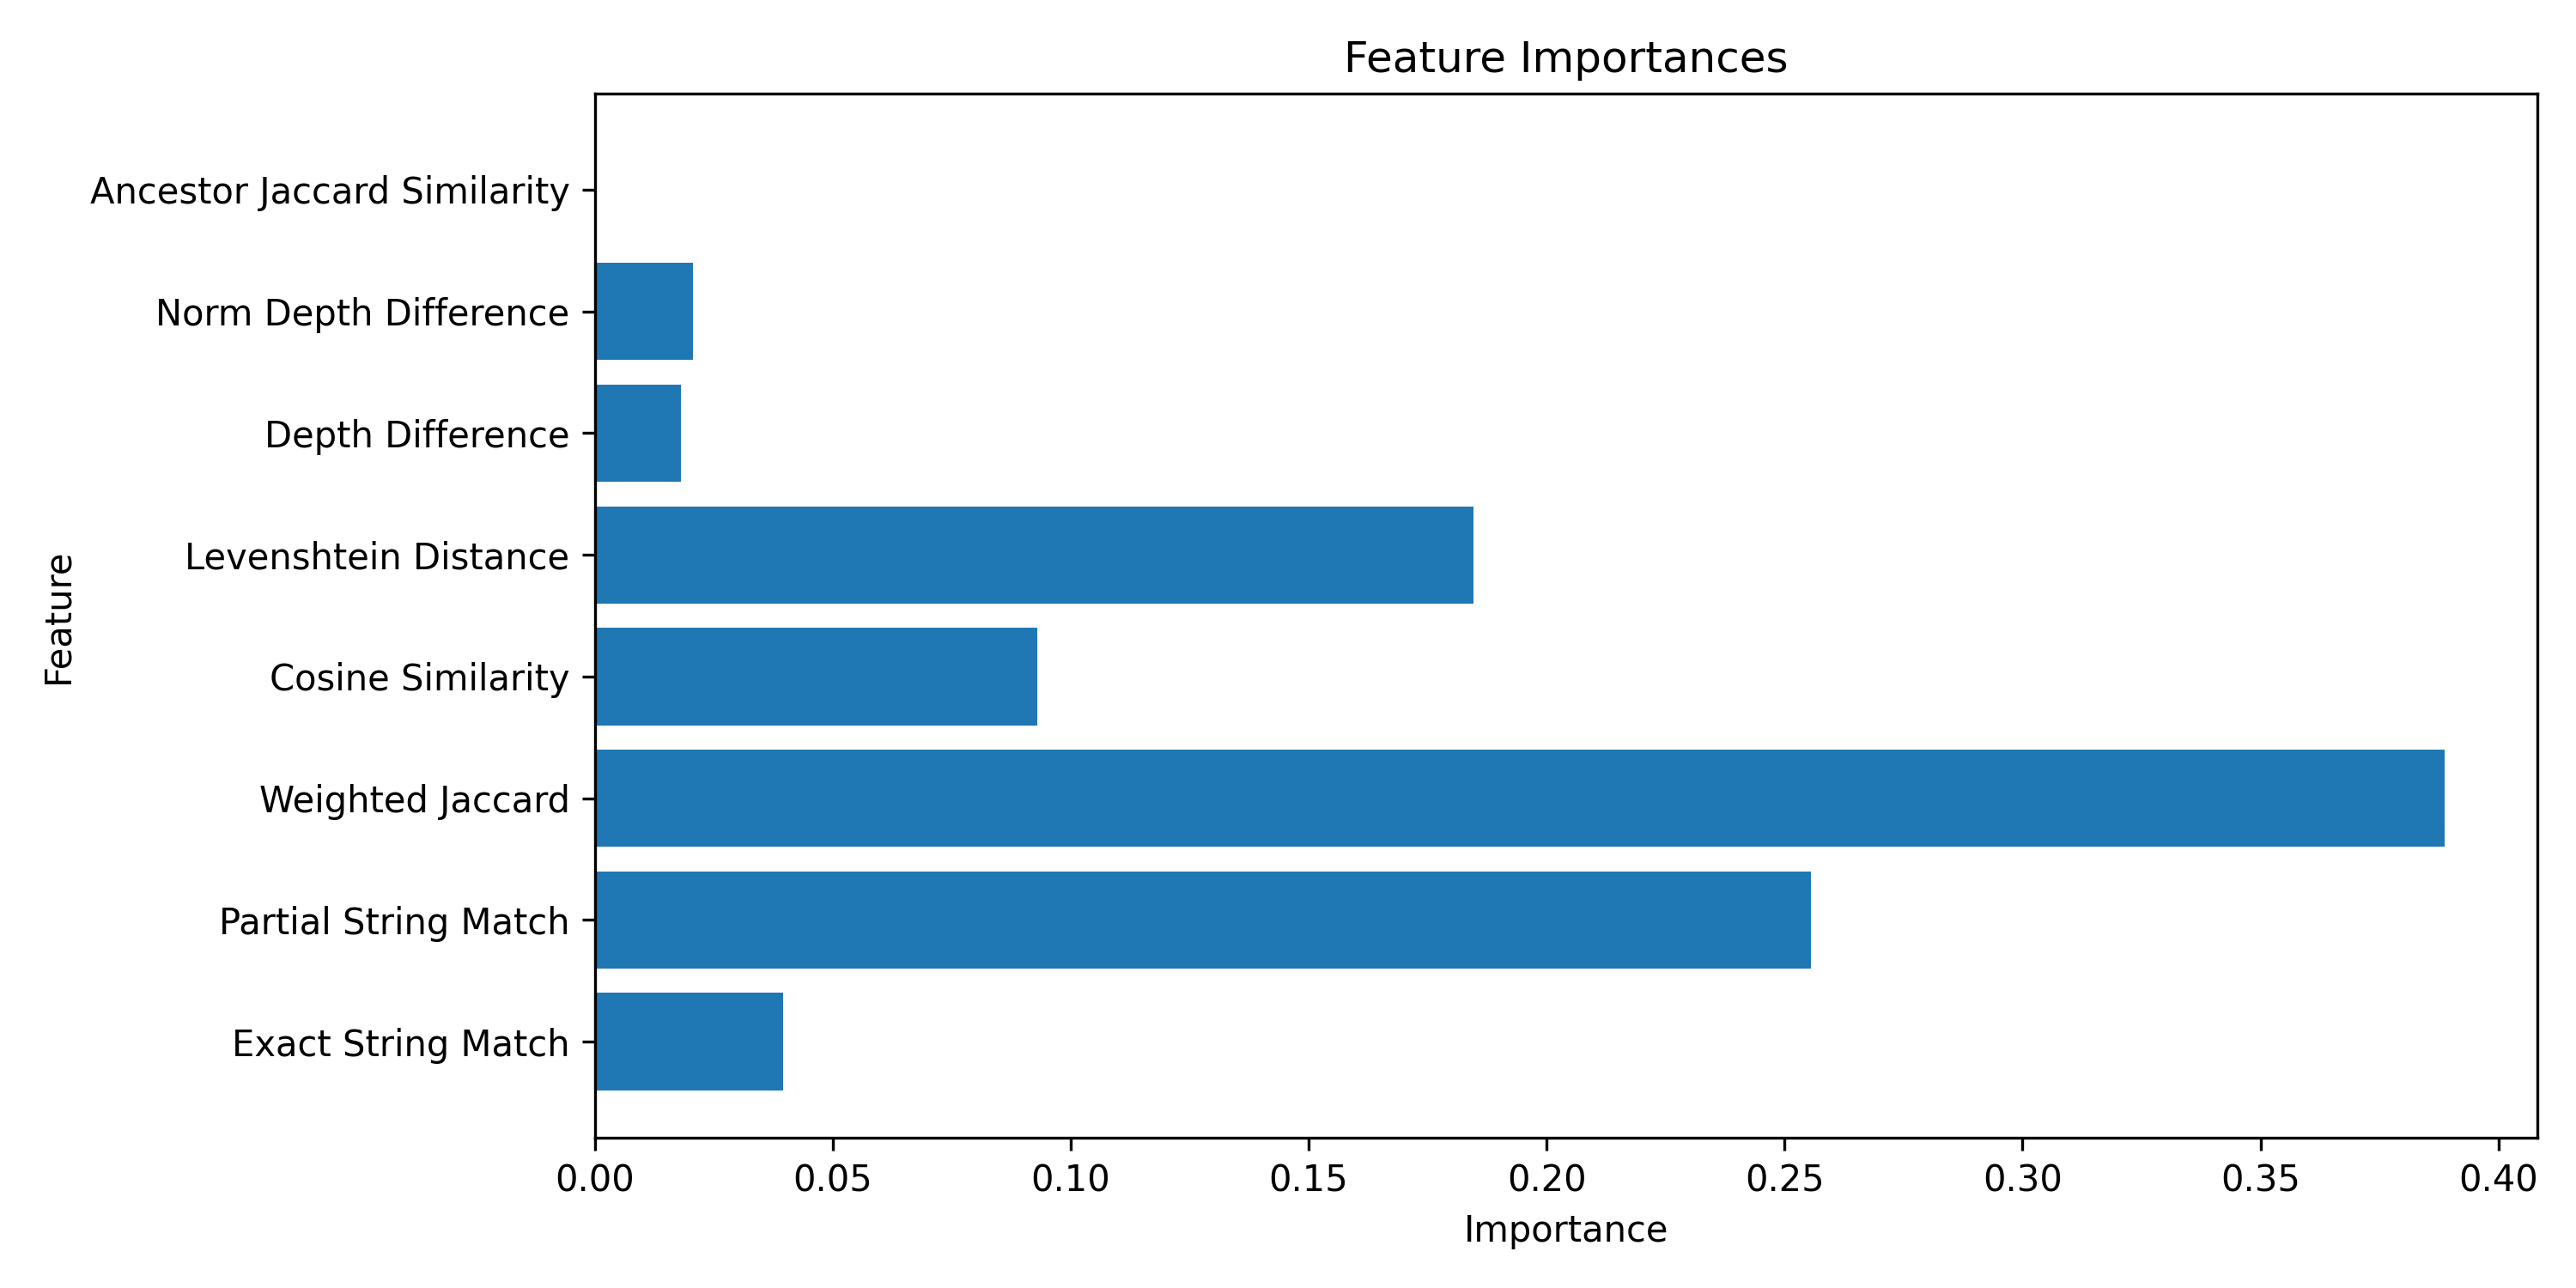 Feature Importances
Ancestor Jaccard Similarity
Norm Depth Difference
Depth Difference
Levenshtein Distance
Cosine Similarity
Weighted Jaccard
Partial String Match
Exact String Match
Feature
0.00 0.05 0.10 0.15 0.20 0.25 0.30 0.35 0.40
Importance